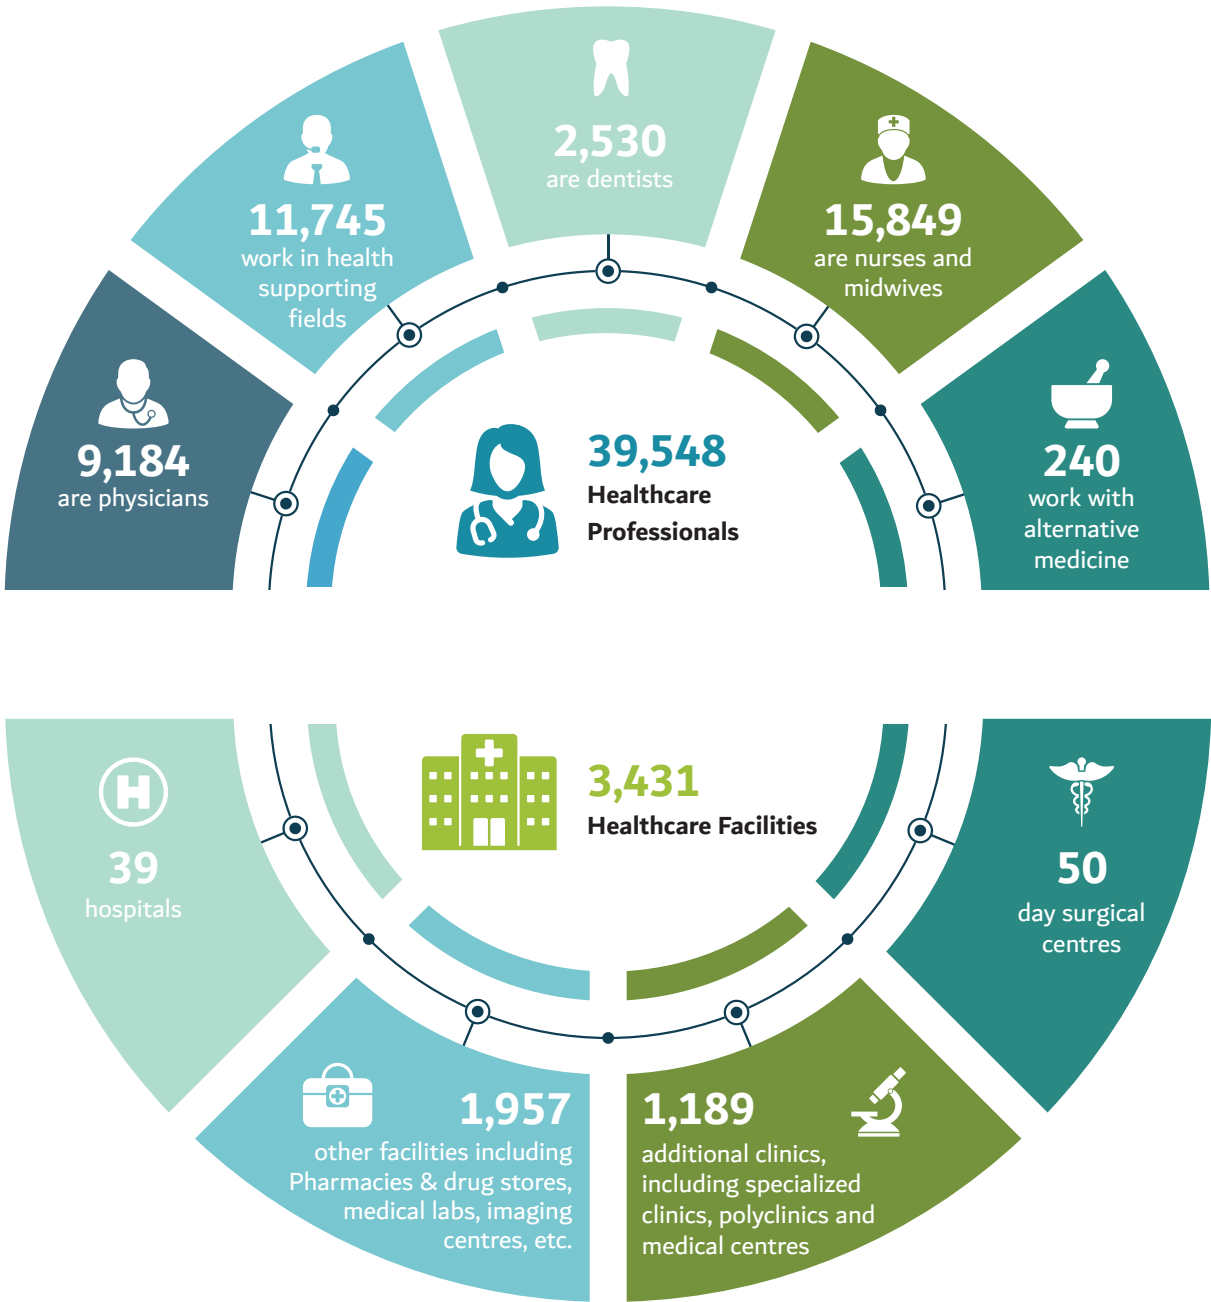 2,530
are dentists
11,745
work in health
supporting
fields
15,849
are nurses and
midwives
9,184
are physicians
39,548
Healthcare
Professionals
240
work with
alternative
medicine
H
39
hospitals
3,431
Healthcare Facilities
50
day surgical
centres
1,957
other facilities including
Pharmacies & drug stores,
medical labs, imaging
centres, etc.
1,189
additional clinics,
including specialized
clinics, polyclinics and
medical centres